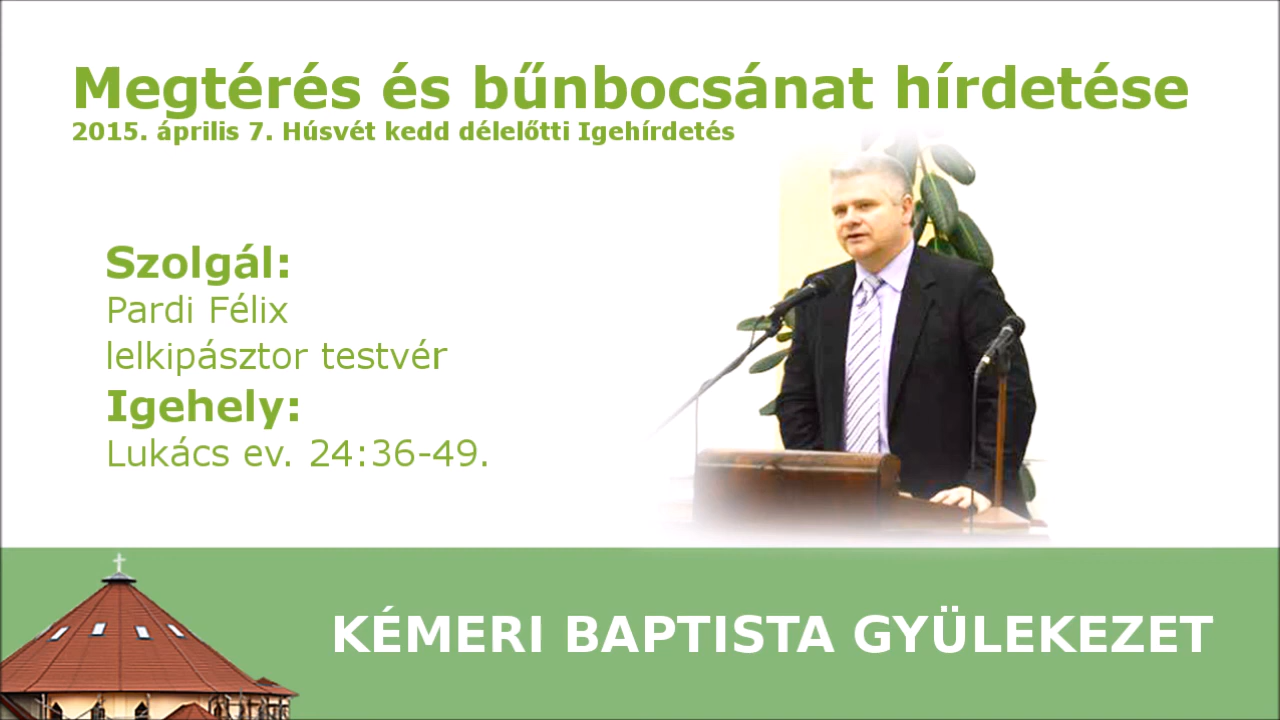 Megtérés és bűnbocsánat hírdetése
2015. április 7. Húsvét kedd délelőtti Igehírdetés
Szolgál:
Pardi Félix
lelkipásztor testvér
Igehely:
Lukács ev. 24:36-49.
KÉMERI BAPTISTA GYÜLEKEZET